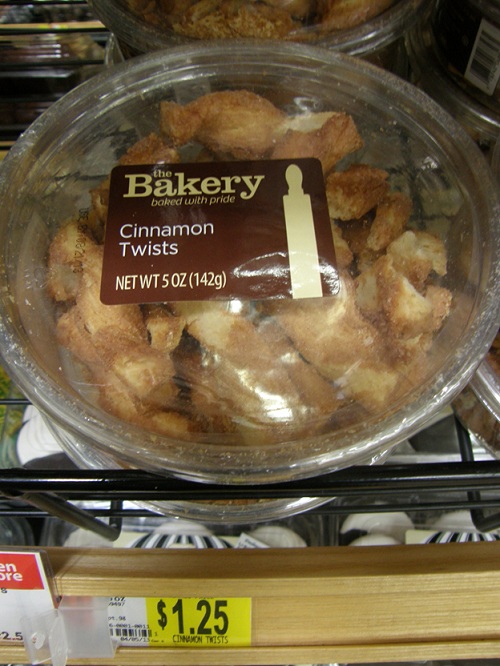 the
Bakery
baked with pride
Cinnamon
Twists
NET WT 5 OZ (142g)
$1.25
CINNAMON TWISTS